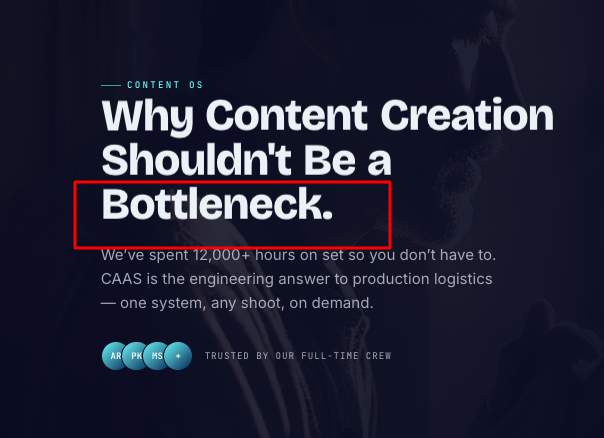 CONTENT OS
Why Content Creation
Shouldn't Be a
Bottleneck.
We’ve spent 12,000+ hours on set so you don’t have to.
CAAS is the engineering answer to production logistics
— one system, any shoot, on demand.
AR PK MS + TRUSTED BY OUR FULL-TIME CREW